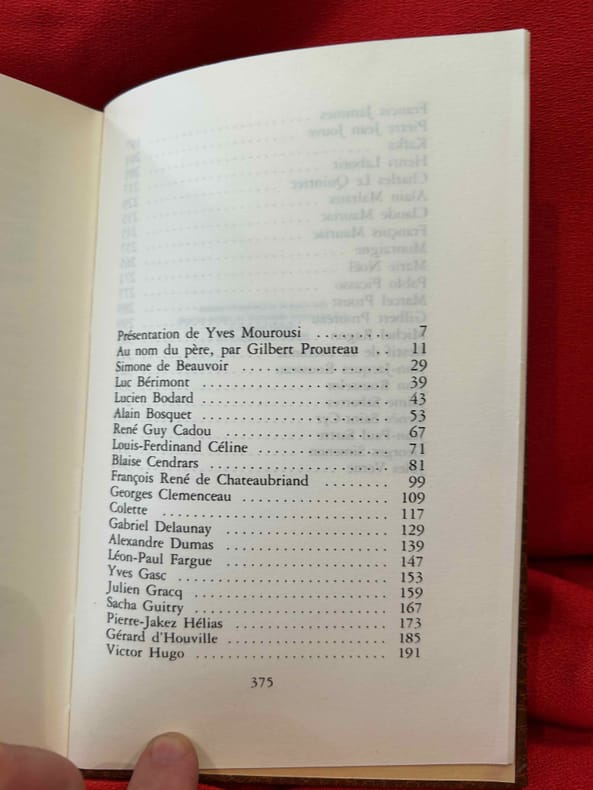 Présentation de Yves Mourousi . . . . . . . . . 7
Au nom du père, par Gilbert Prouteau . . 11
Simone de Beauvoir . . . . . . . . . . . . . . . . . . . . 29
Luc Bérimont . . . . . . . . . . . . . . . . . . . . . . . . . 39
Lucien Bodard . . . . . . . . . . . . . . . . . . . . . . . . 43
Alain Bosquet . . . . . . . . . . . . . . . . . . . . . . . . 53
René Guy Cadou . . . . . . . . . . . . . . . . . . . . . 67
Louis-Ferdinand Céline . . . . . . . . . . . . . . . . . 71
Blaise Cendrars . . . . . . . . . . . . . . . . . . . . . . . 81
François René de Chateaubriand . . . . . . . . 99
Georges Clemenceau . . . . . . . . . . . . . . . . . . . 109
Colette . . . . . . . . . . . . . . . . . . . . . . . . . . . . . 117
Gabriel Delaunay . . . . . . . . . . . . . . . . . . . . . 129
Alexandre Dumas . . . . . . . . . . . . . . . . . . . . . 139
Léon-Paul Fargue . . . . . . . . . . . . . . . . . . . . . 147
Yves Gasc . . . . . . . . . . . . . . . . . . . . . . . . . . . 153
Julien Gracq . . . . . . . . . . . . . . . . . . . . . . . . . 159
Sacha Guitry . . . . . . . . . . . . . . . . . . . . . . . . . 167
Pierre-Jakez Hélias . . . . . . . . . . . . . . . . . . . . 173
Gérard d'Houville . . . . . . . . . . . . . . . . . . . . . 185
Victor Hugo . . . . . . . . . . . . . . . . . . . . . . . . . 191
375